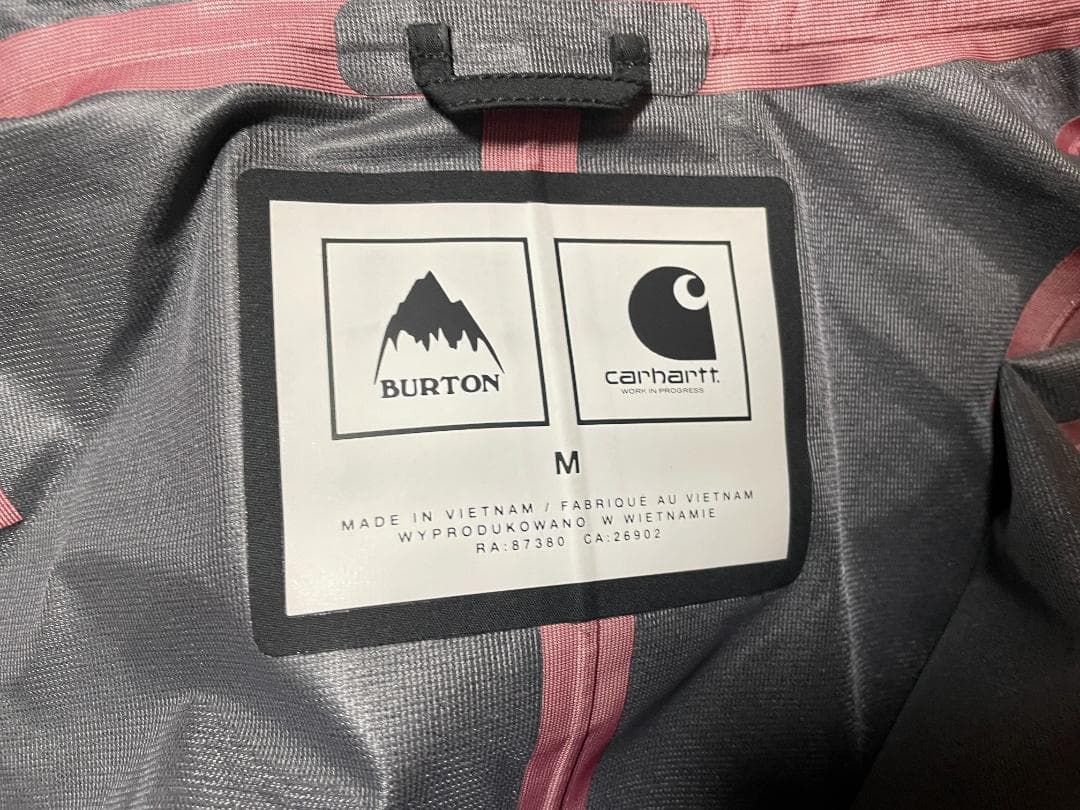 BURTON
carhartt.
WORK IN PROGRESS
M
MADE IN VIETNAM / FABRIQUE AU VIETNAM
WYPRODUKOWANO W WIETNAMIE
RA:87380 CA:26902